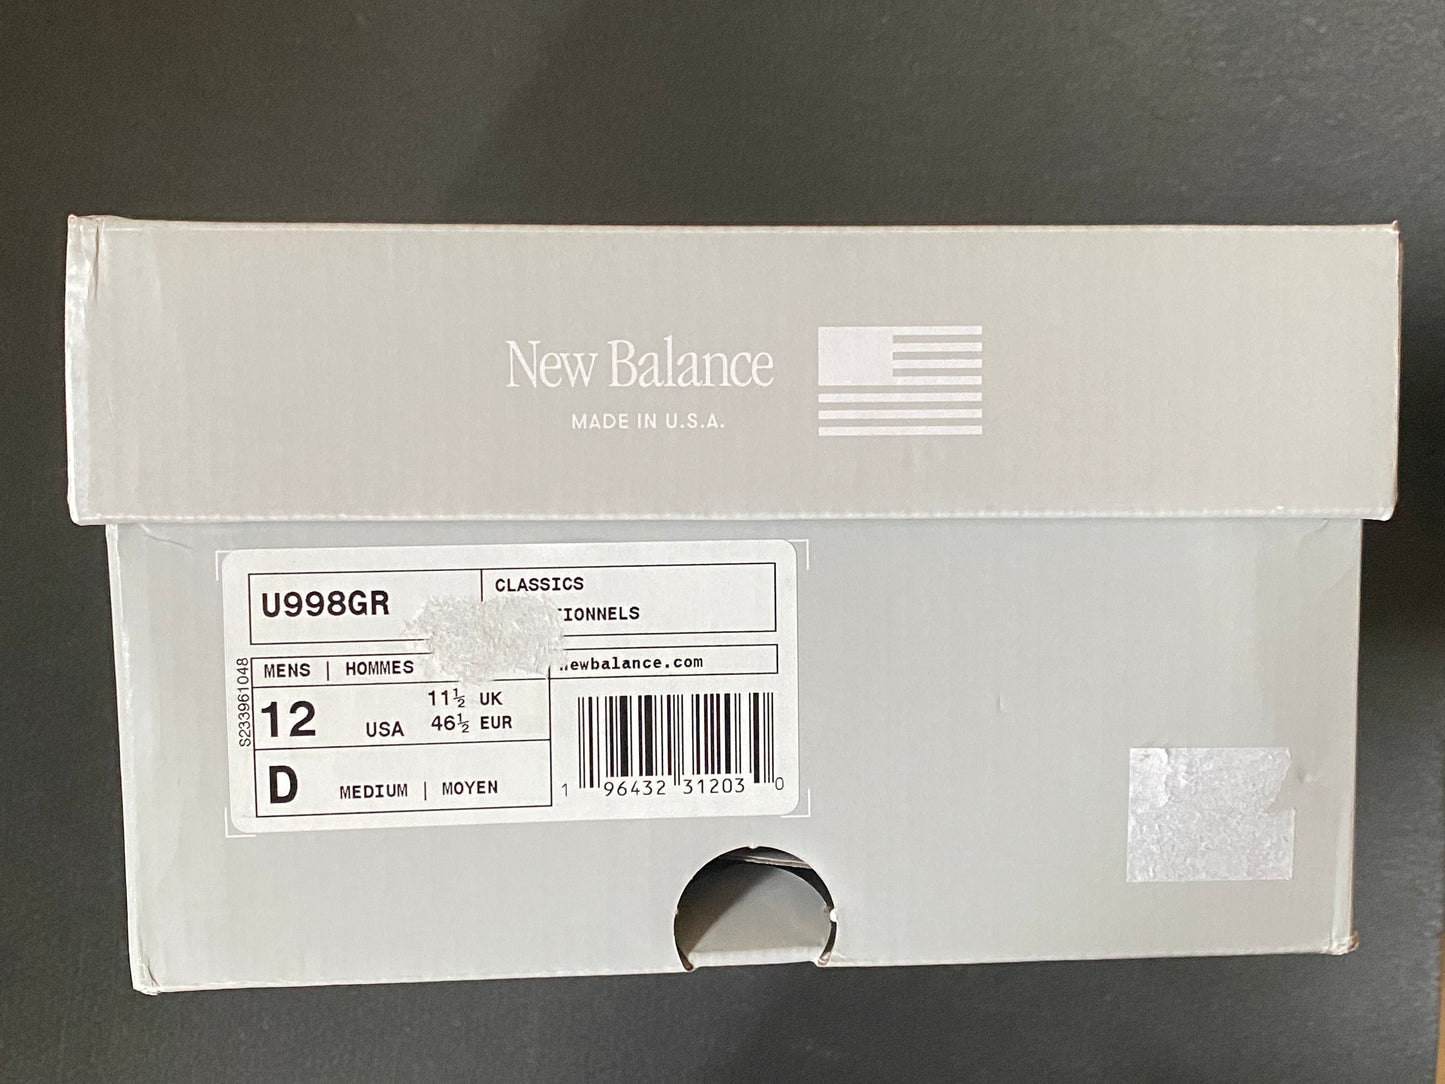 New Balance
MADE IN U.S.A.
U998GR
CLASSICS
TIONNELS
MENS | HOMMES
newbalance.com
12 USA
11½ UK
46½ EUR
D MEDIUM | MOYEN
S233961048
1 96432 31203 0